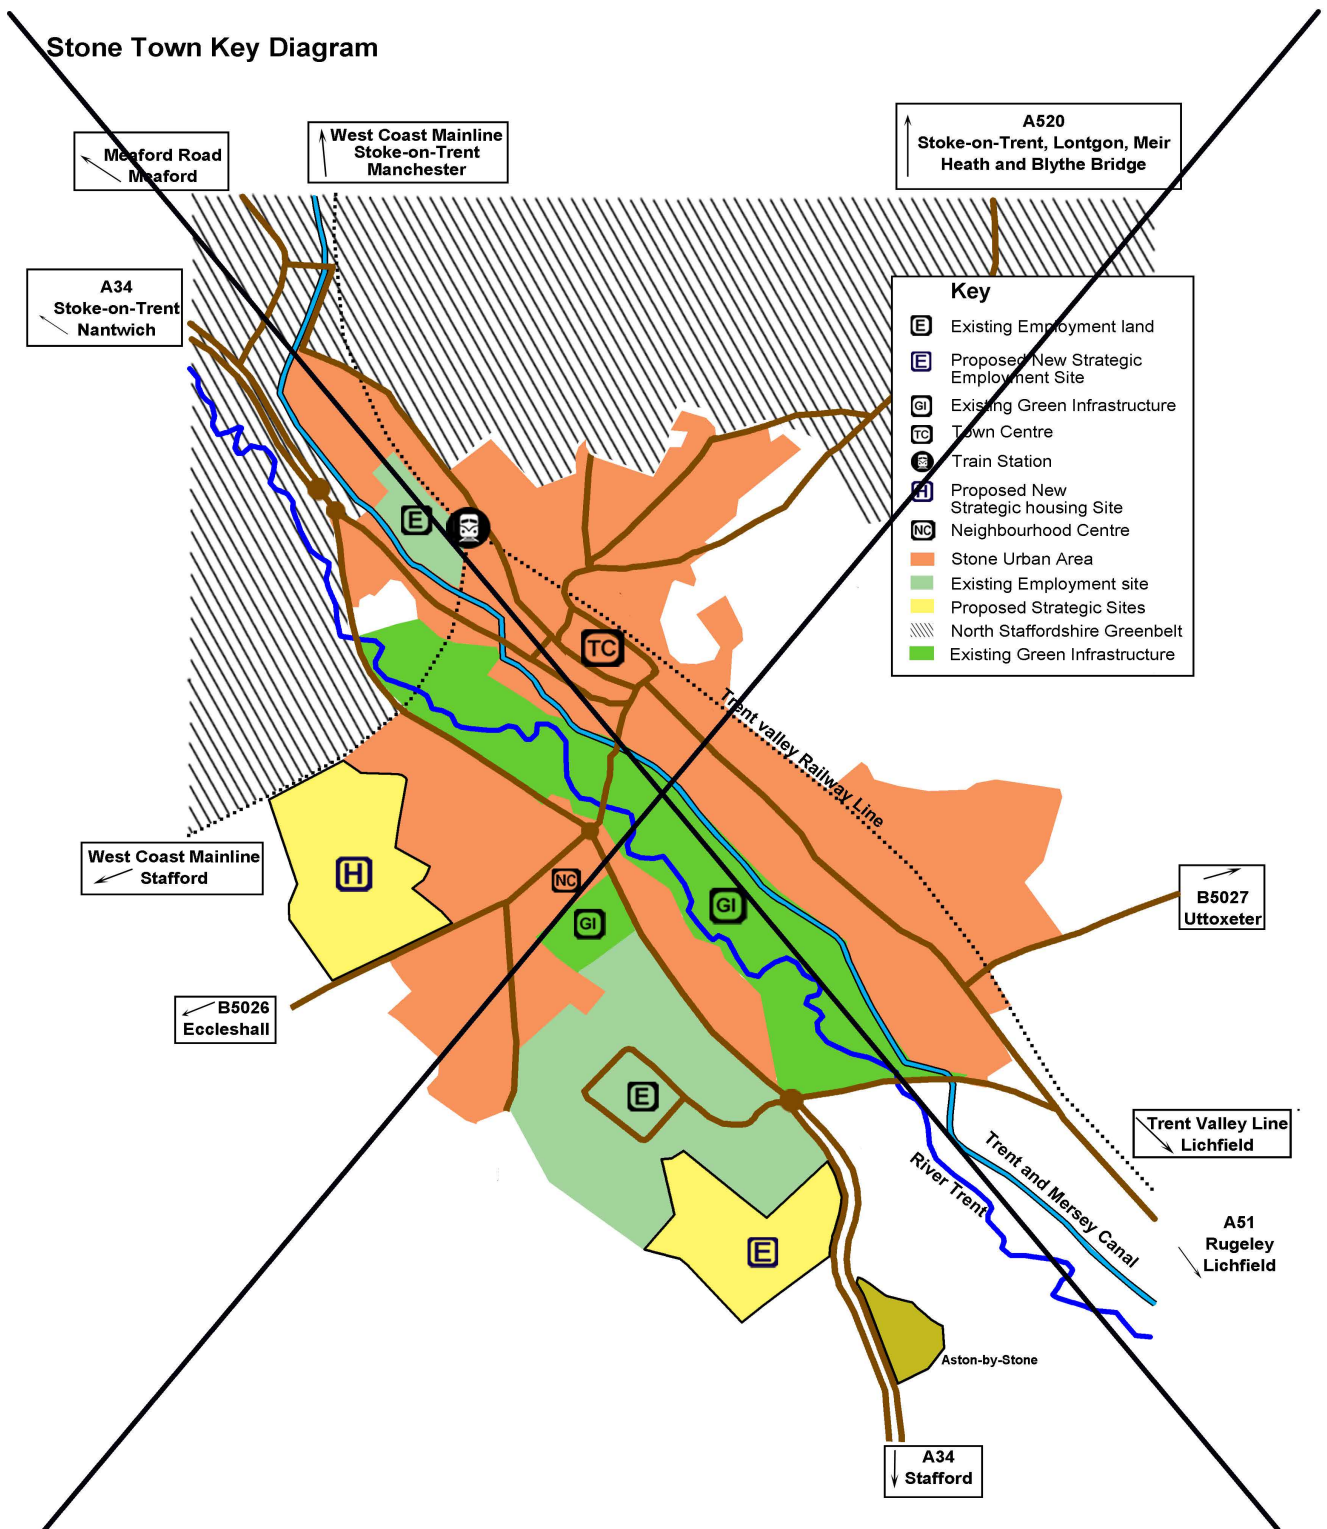 Stone Town Key Diagram
Meaford Road
Meaford
West Coast Mainline
Stoke-on-Trent
Manchester
A520
Stoke-on-Trent, Lontgon, Meir
Heath and Blythe Bridge
A34
Stoke-on-Trent
Nantwich
Key
E Existing Employment land
E Proposed New Strategic
Employment Site
GI Existing Green Infrastructure
TC Town Centre
Train Station
H Proposed New
Strategic housing Site
NC Neighbourhood Centre
Stone Urban Area
Existing Employment site
Proposed Strategic Sites
North Staffordshire Greenbelt
Existing Green Infrastructure
E
TC
Trent valley Railway Line
West Coast Mainline
Stafford
H
NC
GI
GI
B5027
Uttoxeter
B5026
Eccleshall
E
Trent Valley Line
Lichfield
River Trent
Trent and Mersey Canal
E
A51
Rugeley
Lichfield
Aston-by-Stone
A34
Stafford